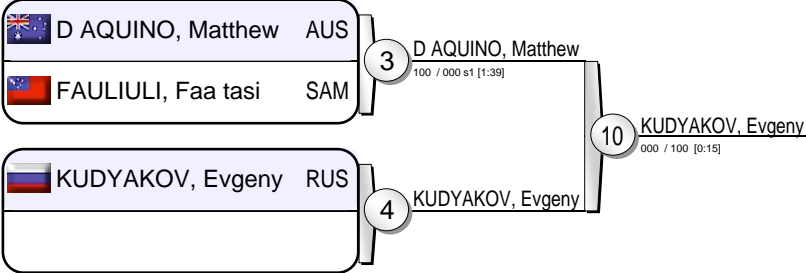 D AQUINO, Matthew AUS
FAULIULI, Faa tasi SAM
3
D AQUINO, Matthew
100 / 000 s1 [1:39]
10
KUDYAKOV, Evgeny
000 / 100 [0:15]
KUDYAKOV, Evgeny RUS
4
KUDYAKOV, Evgeny